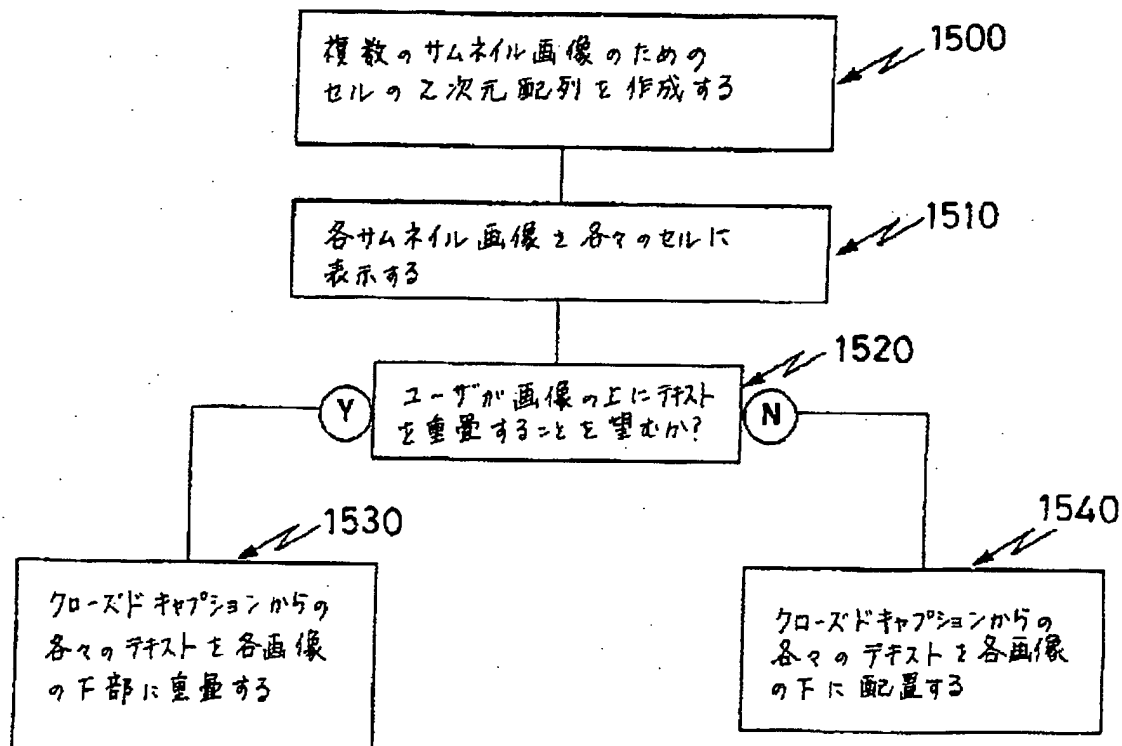 複数のサムネイル画像のための
セルの2次元配列を作成する
1500
各サムネイル画像を各々のセルに
表示する
1510
ユーザが画像の上にテキスト
を重畳することを望むか?
1520
Y
N
クローズドキャプションからの
各々のテキストを各画像
の下部に重畳する
1530
クローズドキャプションからの
各々のテキストを各画像
の下に配置する
1540